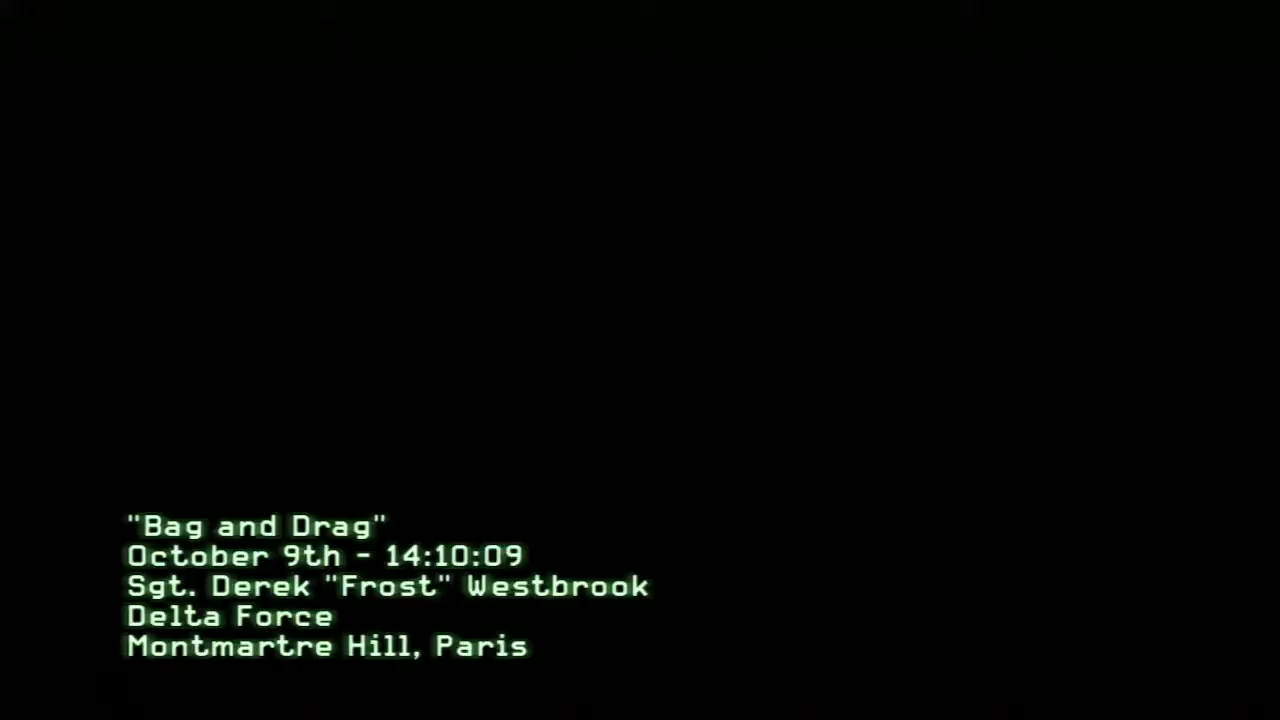 "Bag and Drag"
October 9th - 14:10:09
Sgt. Derek "Frost" Westbrook
Delta Force
Montmartre Hill, Paris